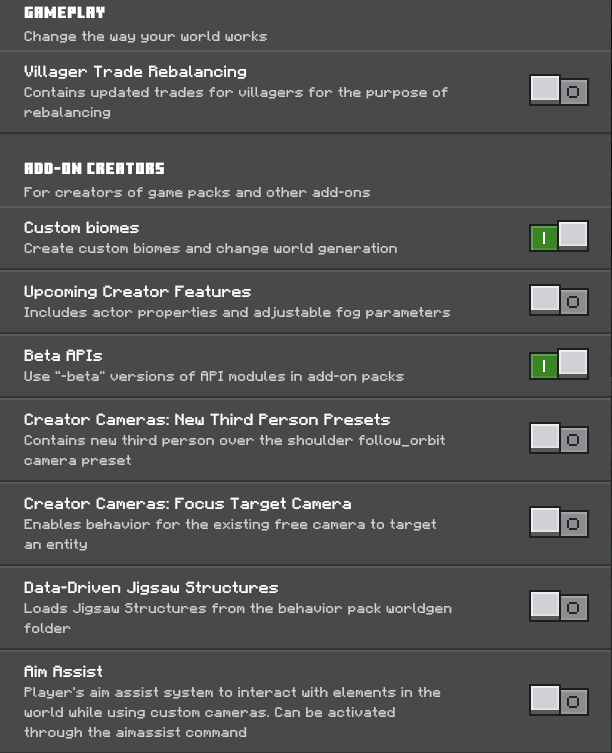 GAMEPLAY
Change the way your world works
Villager Trade Rebalancing
Contains updated trades for villagers for the purpose of
rebalancing
ADD-ON CREATORS
For creators of game packs and other add-ons
Custom biomes
Create custom biomes and change world generation
Upcoming Creator Features
Includes actor properties and adjustable fog parameters
Beta APIs
Use "-beta" versions of API modules in add-on packs
Creator Cameras: New Third Person Presets
Contains new third person over the shoulder follow_orbit
camera preset
Creator Cameras: Focus Target Camera
Enables behavior for the existing free camera to target
an entity
Data-Driven Jigsaw Structures
Loads Jigsaw Structures from the behavior pack worldgen
folder
Aim Assist
Player's aim assist system to interact with elements in the
world while using custom cameras. Can be activated
through the aimassist command